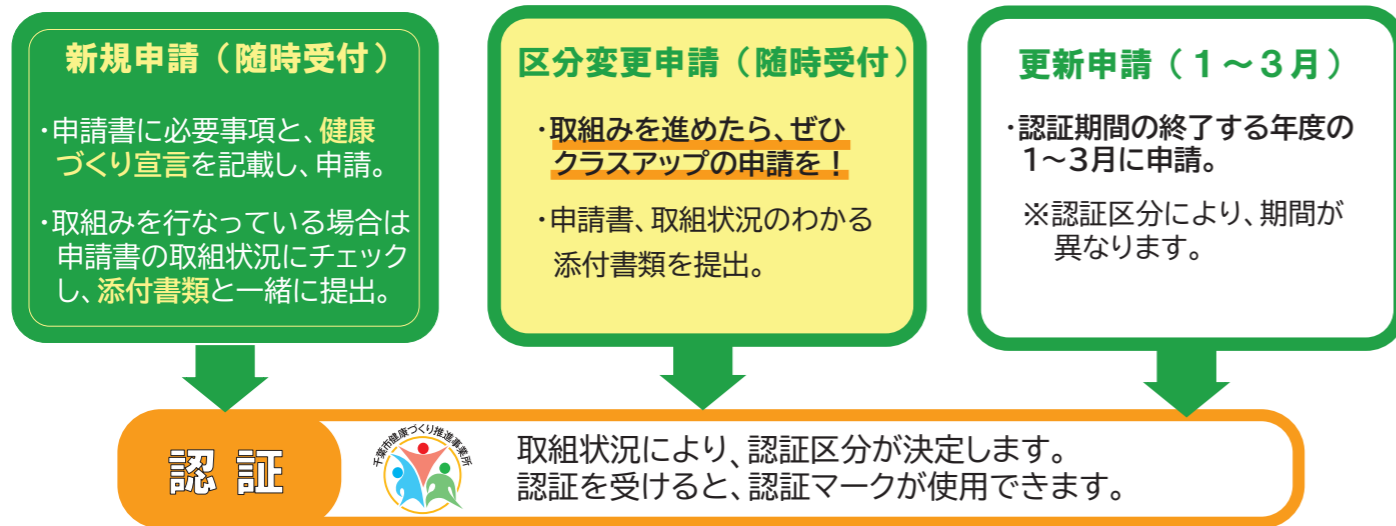 新規申請（随時受付）
・申請書に必要事項と、健康
づくり宣言を記載し、申請。
・取組みを行なっている場合は
申請書の取組状況にチェック
し、添付書類と一緒に提出。
区分変更申請（随時受付）
・取組みを進めたら、ぜひ
クラスアップの申請を！
・申請書、取組状況のわかる
添付書類を提出。
更新申請（１～３月）
・認証期間の終了する年度の
1～3月に申請。
※認証区分により、期間が
異なります。
認 証
千葉市健康づくり推進事業所
取組状況により、認証区分が決定します。
認証を受けると、認証マークが使用できます。